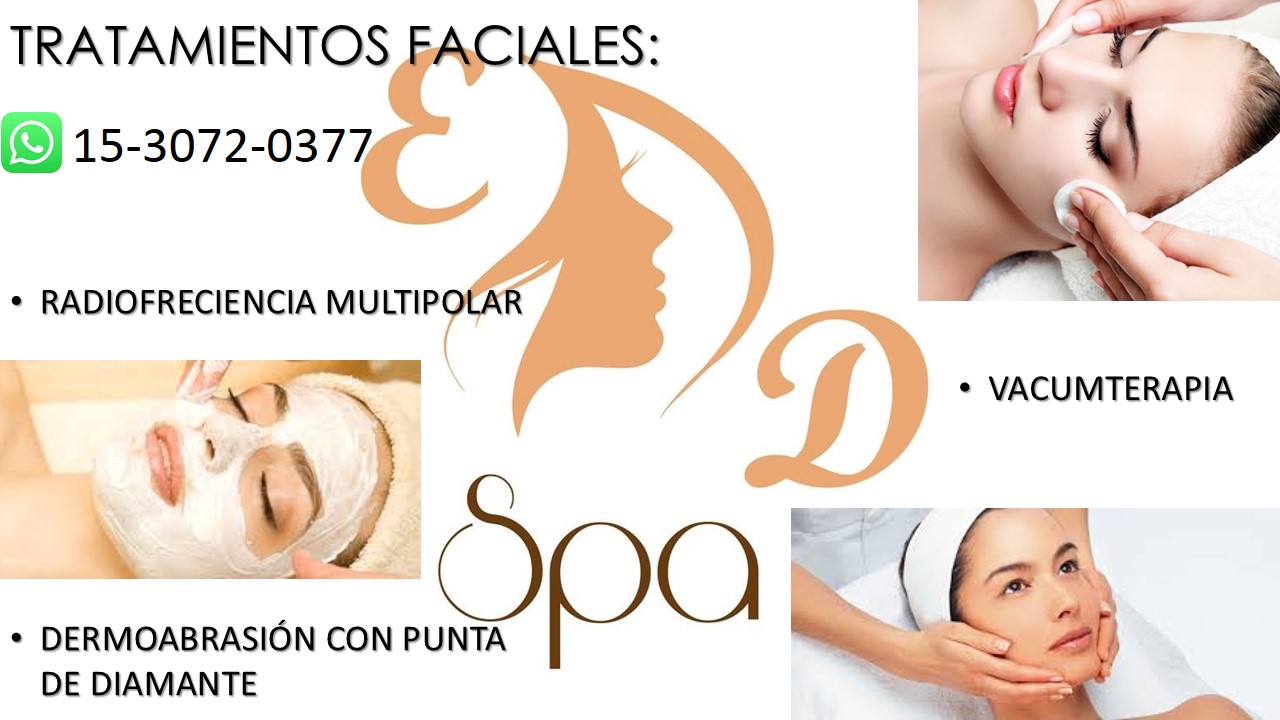 TRATAMIENTOS FACIALES:
15-3072-0377
E
D
Spa
• RADIOFRECIENCIA MULTIPOLAR
• VACUMTERAPIA
• DERMOABRASIÓN CON PUNTA
DE DIAMANTE